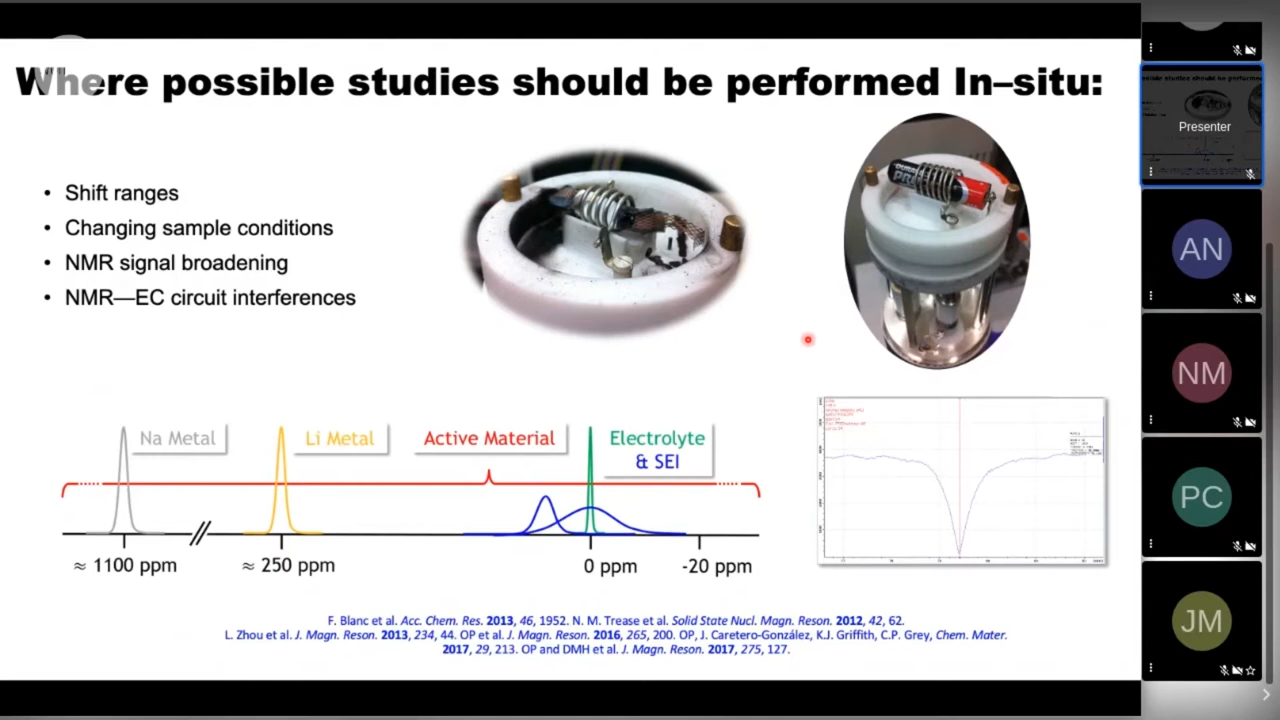 Where possible studies should be performed In–situ:
• Shift ranges
• Changing sample conditions
• NMR signal broadening
• NMR—EC circuit interferences
Na Metal
Li Metal
Active Material
Electrolyte
& SEI
≈ 1100 ppm
≈ 250 ppm
0 ppm
-20 ppm
F. Blanc et al. Acc. Chem. Res. 2013, 46, 1952. N. M. Trease et al. Solid State Nucl. Magn. Reson. 2012, 42, 62.
L. Zhou et al. J. Magn. Reson. 2013, 234, 44. OP et al. J. Magn. Reson. 2016, 265, 200. OP, J. Caretero-González, K.J. Griffith, C.P. Grey, Chem. Mater.
2017, 29, 213. OP and DMH et al. J. Magn. Reson. 2017, 275, 127.
Presenter
AN
NM
PC
JM